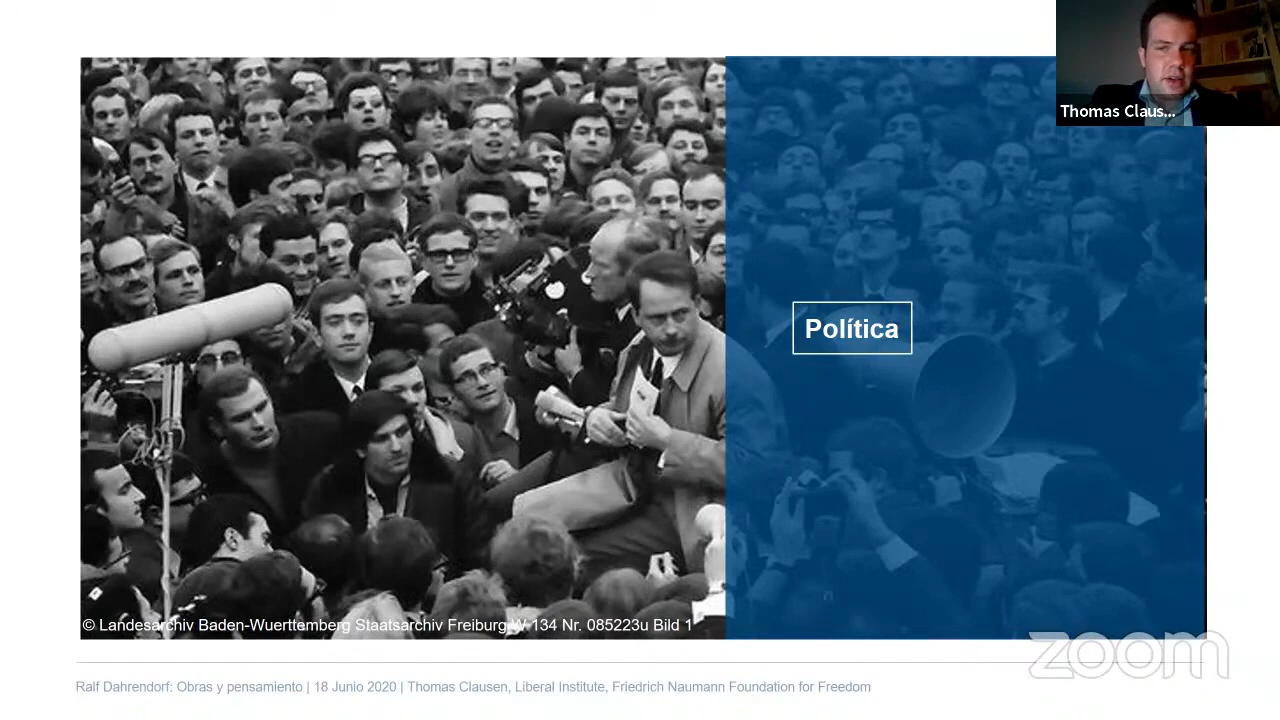 Thomas Claus...
Política
© Landesarchiv Baden-Wuerttemberg Staatsarchiv Freiburg W 134 Nr. 085223u Bild 1
zoom
Ralf Dahrendorf: Obras y pensamiento | 18 Junio 2020 | Thomas Clausen, Liberal Institute, Friedrich Naumann Foundation for Freedom